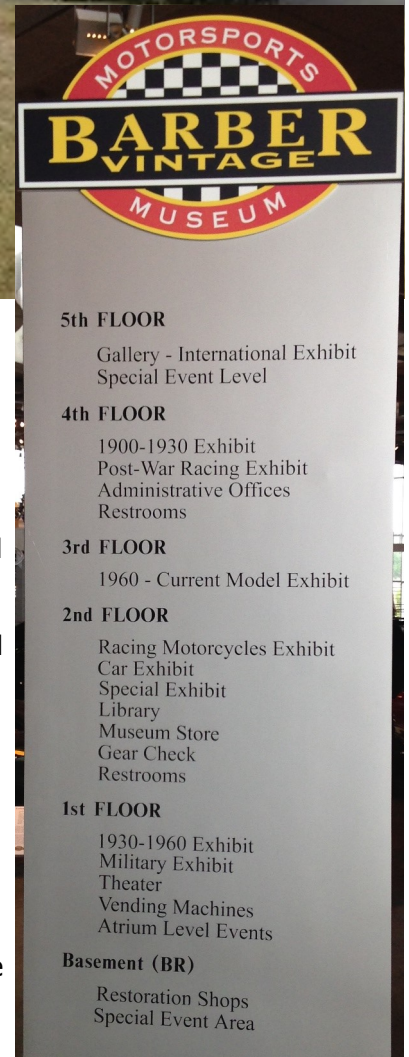 MOTORSPORTS
BARBER
VINTAGE
MUSEUM
5th FLOOR
Gallery - International Exhibit
Special Event Level
4th FLOOR
1900-1930 Exhibit
Post-War Racing Exhibit
Administrative Offices
Restrooms
3rd FLOOR
1960 - Current Model Exhibit
2nd FLOOR
Racing Motorcycles Exhibit
Car Exhibit
Special Exhibit
Library
Museum Store
Gear Check
Restrooms
1st FLOOR
1930-1960 Exhibit
Military Exhibit
Theater
Vending Machines
Atrium Level Events
Basement (BR)
Restoration Shops
Special Event Area